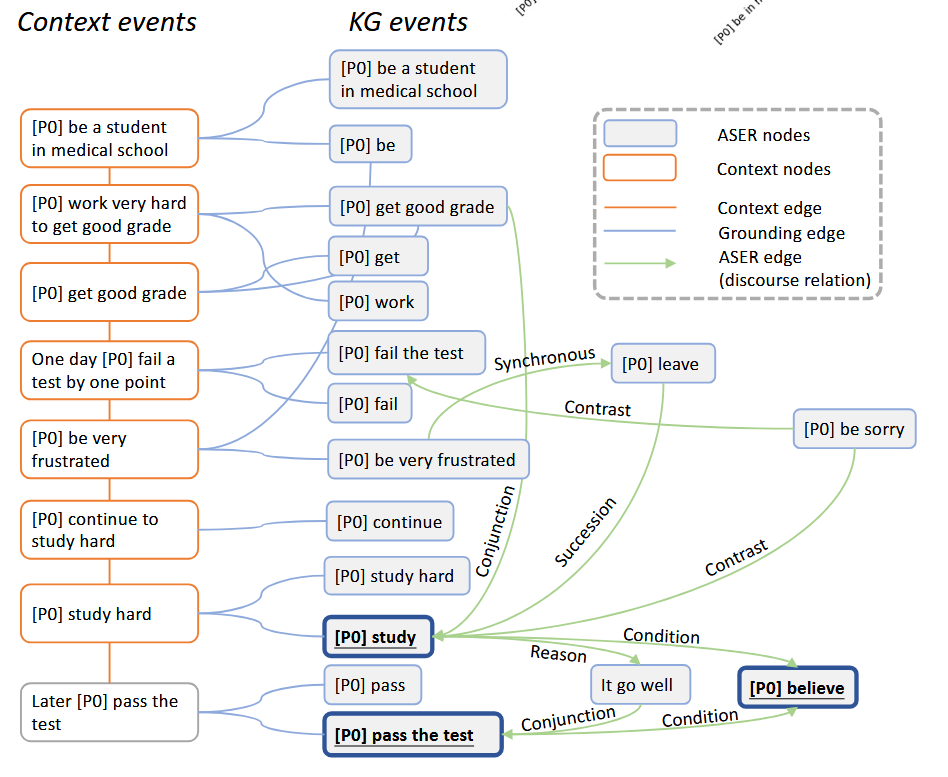 Context events
KG events
[P0]
[P0] be in
[P0] be a student
in medical school
[P0] be a student
in medical school
[P0] be
[P0] work very hard
to get good grade
[P0] get good grade
[P0] get
[P0] get good grade
[P0] work
One day [P0] fail a
test by one point
[P0] fail the test
[P0] fail
[P0] be very
frustrated
[P0] be very frustrated
[P0] continue to
study hard
[P0] continue
[P0] study hard
[P0] study hard
[P0] study
Later [P0] pass the
test
[P0] pass
[P0] pass the test
ASER nodes
Context nodes
Context edge
Grounding edge
ASER edge
(discourse relation)
Synchronous
[P0] leave
Contrast
[P0] be sorry
Conjunction
Succession
Contrast
Condition
Reason
It go well
[P0] believe
Conjunction
Condition